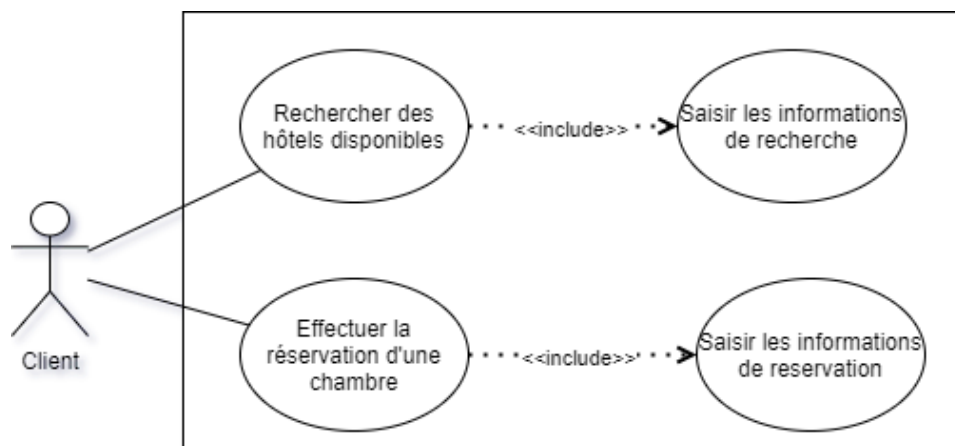 Rechercher des
hôtels disponibles
<<include>>
Saisir les informations
de recherche
Client
Effectuer la
réservation d'une
chambre
<<include>>
Saisir les informations
de reservation